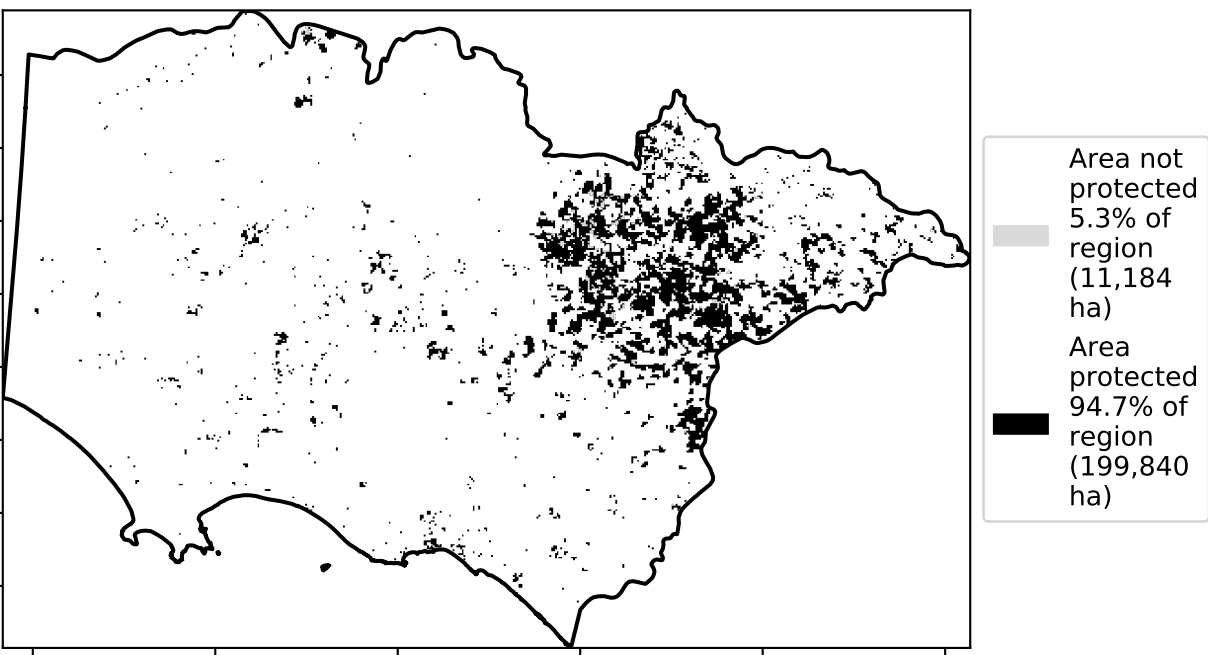 Area not
protected
5.3% of
region
(11,184
ha)
Area
protected
94.7% of
region
(199,840
ha)